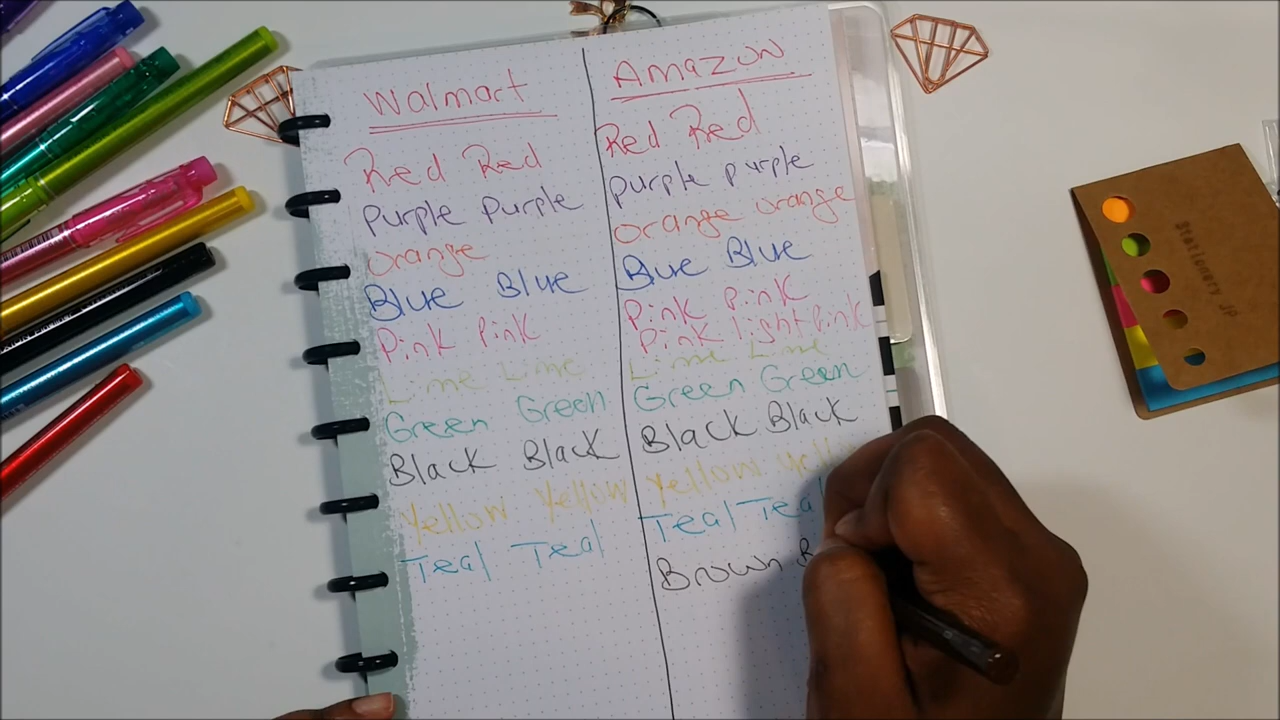 Walmart
Red Red
Purple Purple
orange
Blue Blue
Pink Pink
Lime Lime
Green Green
Black Black
Yellow Yellow
Teal Teal
Amazon
Red Red
purple purple
orange orange
Blue Blue
Pink Pink
Pink light pink
Lime Lime
Green Green
Black Black
Yellow
Teal Tea
Brown B
Stationery JP